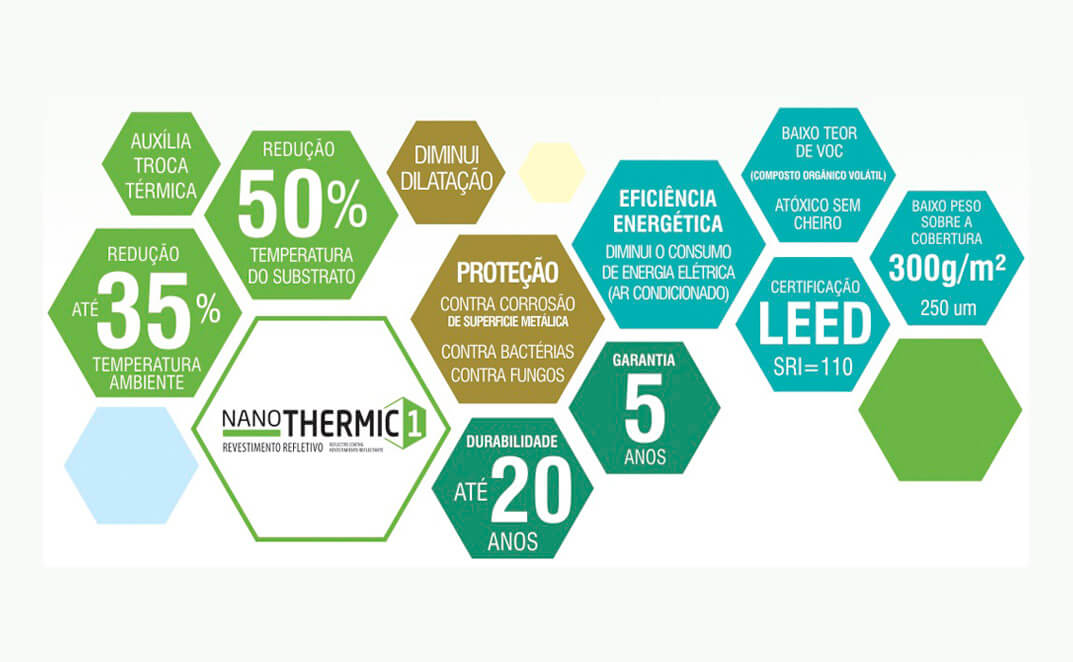 AUXÍLIA
TROCA
TÉRMICA
REDUÇÃO
50%
TEMPERATURA
DO SUBSTRATO
DIMINUI
DILATAÇÃO
REDUÇÃO
ATÉ 35%
TEMPERATURA
AMBIENTE
PROTEÇÃO
CONTRA CORROSÃO
DE SUPERFICIE METÁLICA
CONTRA BACTÉRIAS
CONTRA FUNGOS
EFICIÊNCIA
ENERGÉTICA
DIMINUI O CONSUMO
DE ENERGIA ELÉTRICA
(AR CONDICIONADO)
BAIXO TEOR
DE VOC
(COMPOSTO ORGÂNICO VOLÁTIL)
ATÓXICO SEM
CHEIRO
BAIXO PESO
SOBRE A
COBERTURA
300g/m²
250 um
CERTIFICAÇÃO
LEED
SRI=110
GARANTIA
5
ANOS
NANOTHERMIC 1
REVESTIMENTO REFLETIVO
DURABILIDADE
ATÉ 20
ANOS